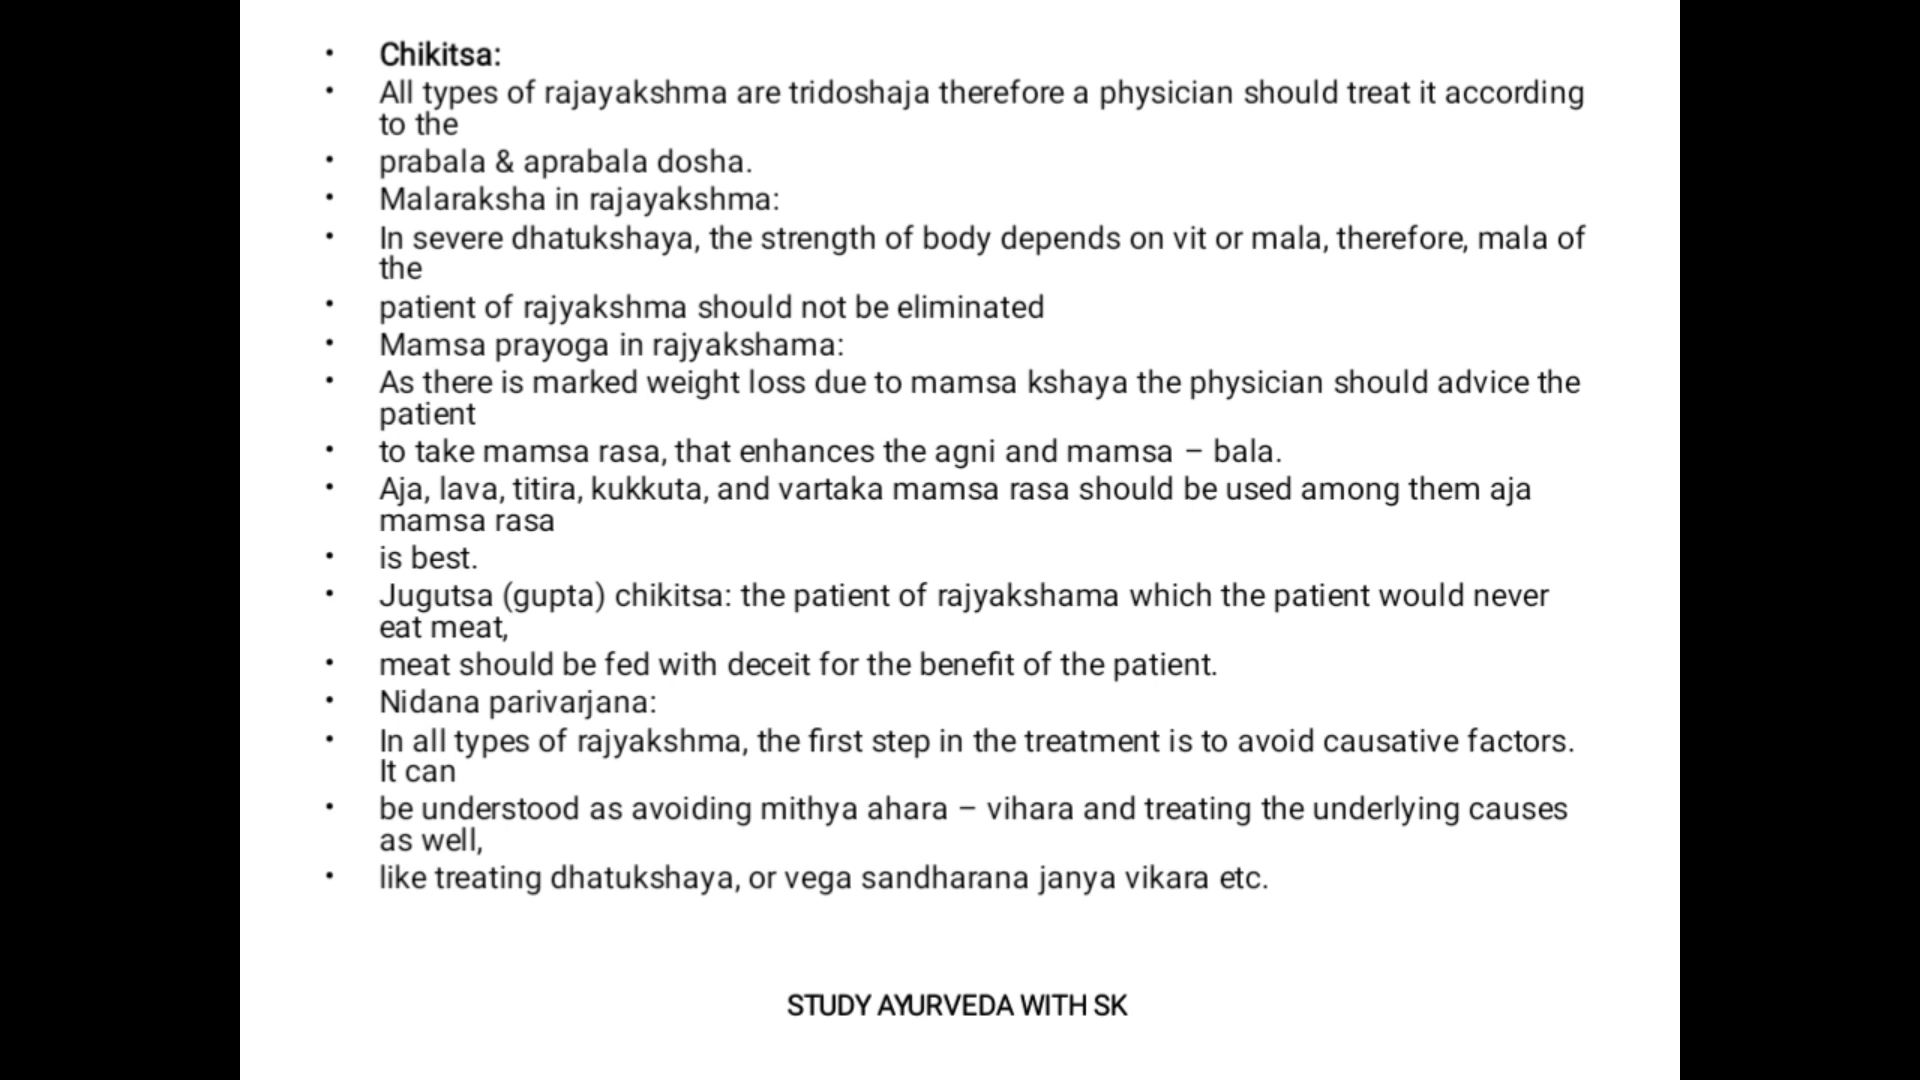 • Chikitsa:
• All types of rajayakshma are tridoshaja therefore a physician should treat it according
to the
• prabala & aprabala dosha.
• Malaraksha in rajayakshma:
• In severe dhatukshaya, the strength of body depends on vit or mala, therefore, mala of
the
• patient of rajyakshma should not be eliminated
• Mamsa prayoga in rajyakshama:
• As there is marked weight loss due to mamsa kshaya the physician should advice the
patient
• to take mamsa rasa, that enhances the agni and mamsa – bala.
• Aja, lava, titira, kukkuta, and vartaka mamsa rasa should be used among them aja
mamsa rasa
• is best.
• Jugutsa (gupta) chikitsa: the patient of rajyakshama which the patient would never
eat meat,
• meat should be fed with deceit for the benefit of the patient.
• Nidana parivarjana:
• In all types of rajyakshma, the first step in the treatment is to avoid causative factors.
It can
• be understood as avoiding mithya ahara – vihara and treating the underlying causes
as well,
• like treating dhatukshaya, or vega sandharana janya vikara etc.
STUDY AYURVEDA WITH SK